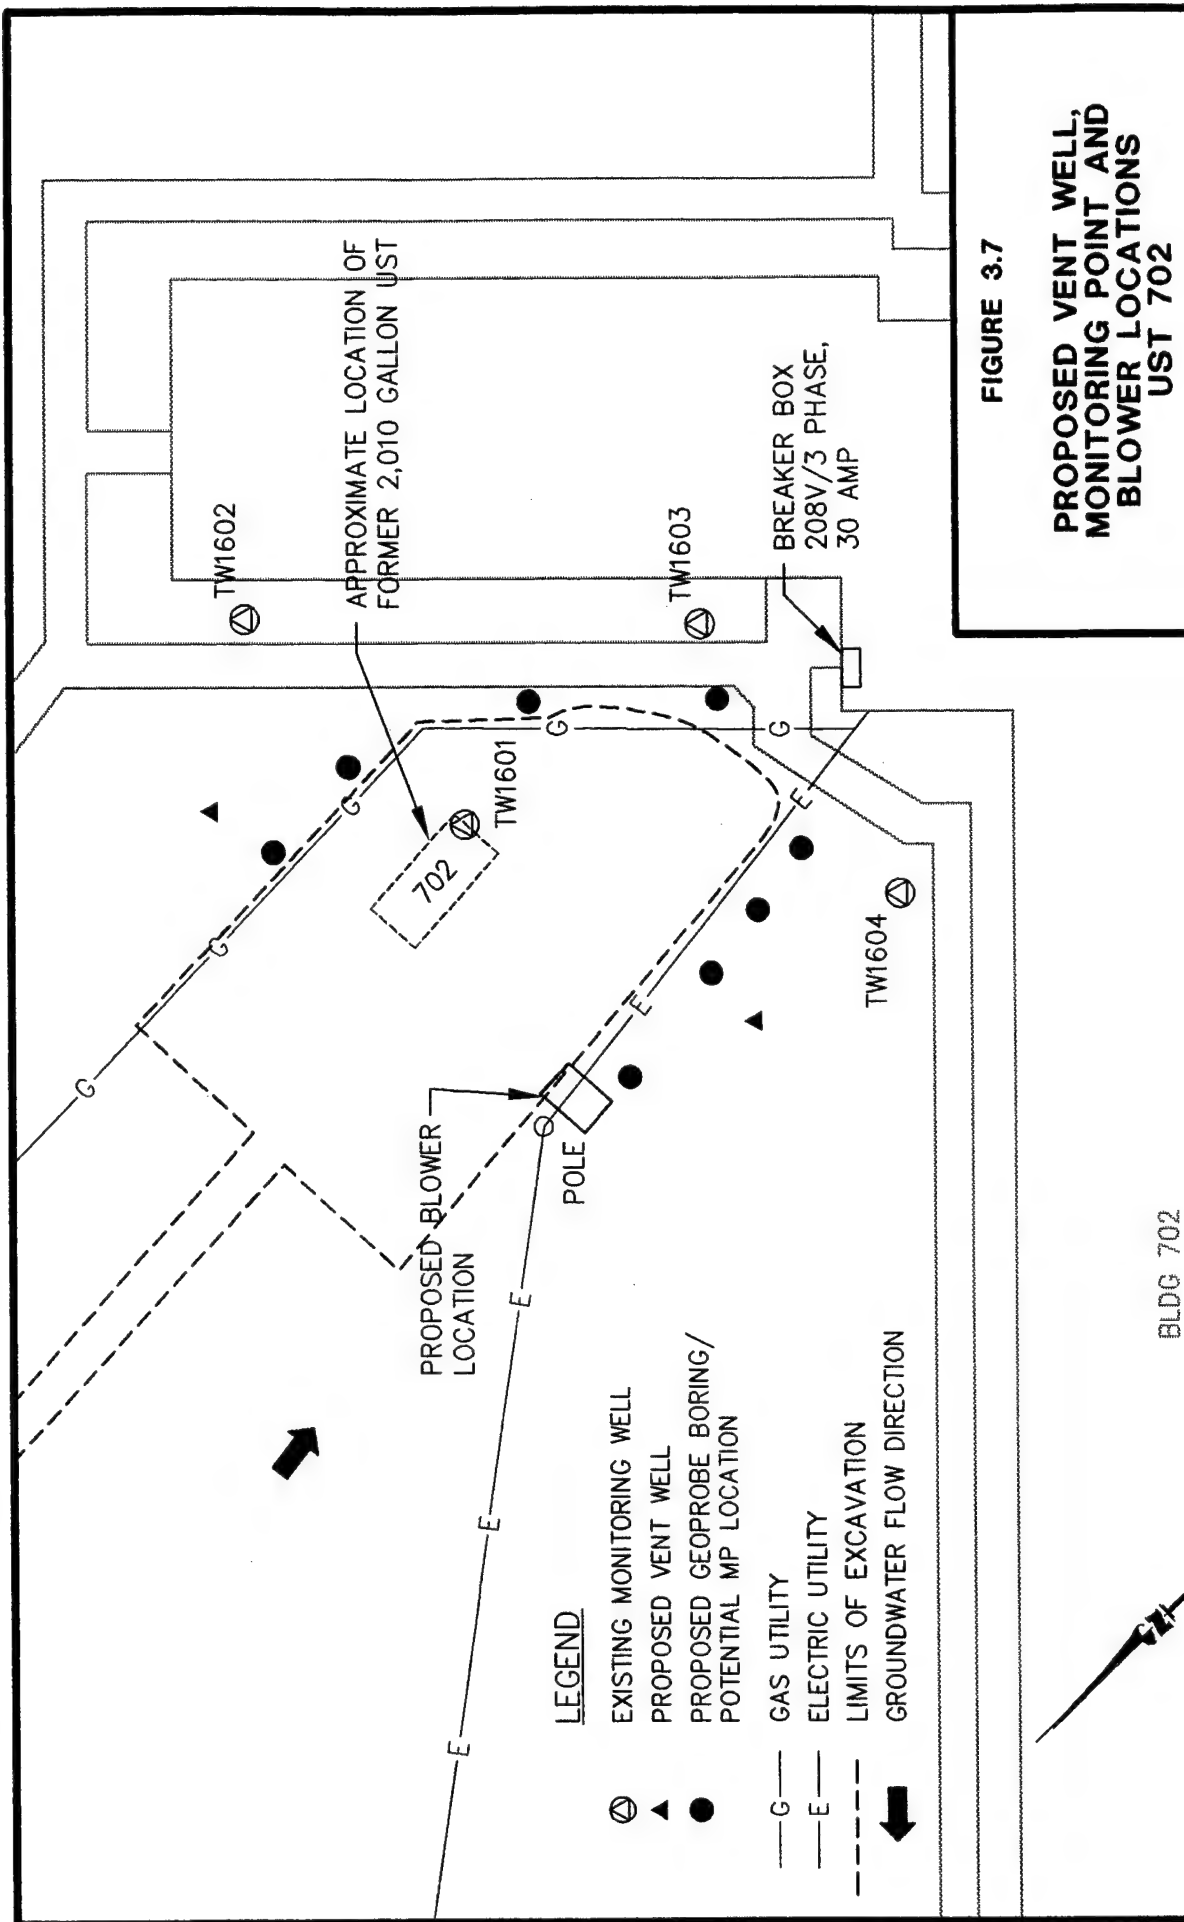 TW1602
APPROXIMATE LOCATION OF
FORMER 2,010 GALLON UST
TW1601
702
G
G
G
G
G
TW1603
BREAKER BOX
208V/3 PHASE,
30 AMP
PROPOSED BLOWER
LOCATION
POLE
E
E
E
E
E
TW1604
LEGEND
EXISTING MONITORING WELL
PROPOSED VENT WELL
PROPOSED GEOPROBE BORING/
POTENTIAL MP LOCATION
G GAS UTILITY
E ELECTRIC UTILITY
LIMITS OF EXCAVATION
GROUNDWATER FLOW DIRECTION
BLDG 702
N
FIGURE 3.7
PROPOSED VENT WELL,
MONITORING POINT AND
BLOWER LOCATIONS
UST 702